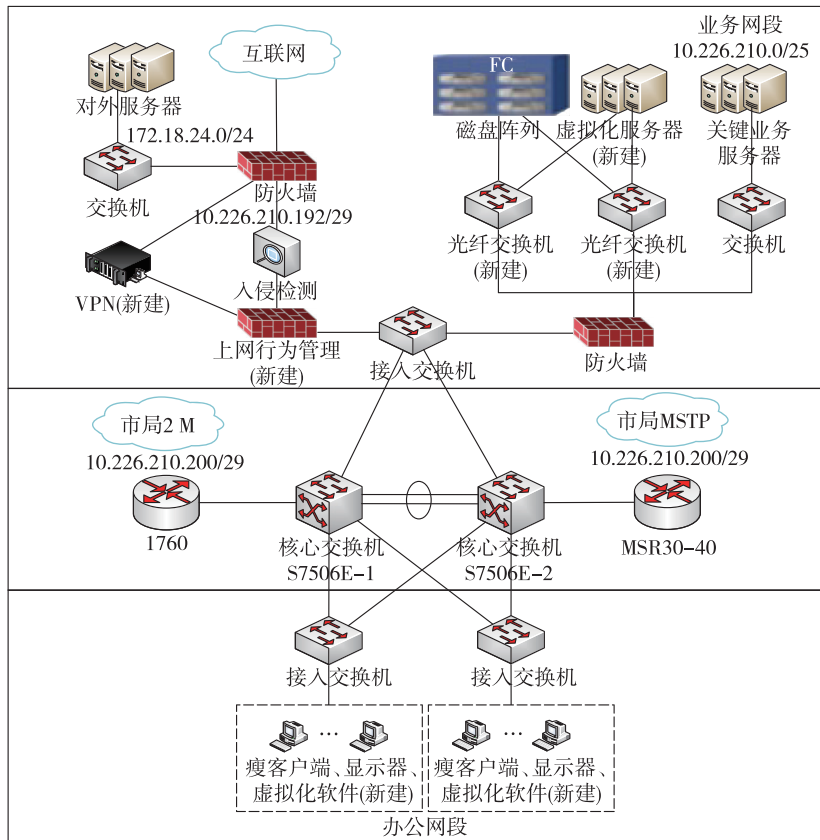 互联网
对外服务器
172.18.24.0/24
交换机
防火墙
10.226.210.192/29
VPN(新建)
入侵检测
上网行为管理
(新建)
接入交换机
FC
磁盘阵列
虚拟化服务器
(新建)
业务网段
10.226.210.0/25
关键业务
服务器
光纤交换机
(新建)
光纤交换机
(新建)
交换机
防火墙
市局2 M
10.226.210.200/29
1760
核心交换机
S7506E-1
核心交换机
S7506E-2
市局MSTP
10.226.210.200/29
MSR30-40
接入交换机
接入交换机
…
瘦客户端、显示器、
虚拟化软件(新建)
…
瘦客户端、显示器、
虚拟化软件(新建)
办公网段